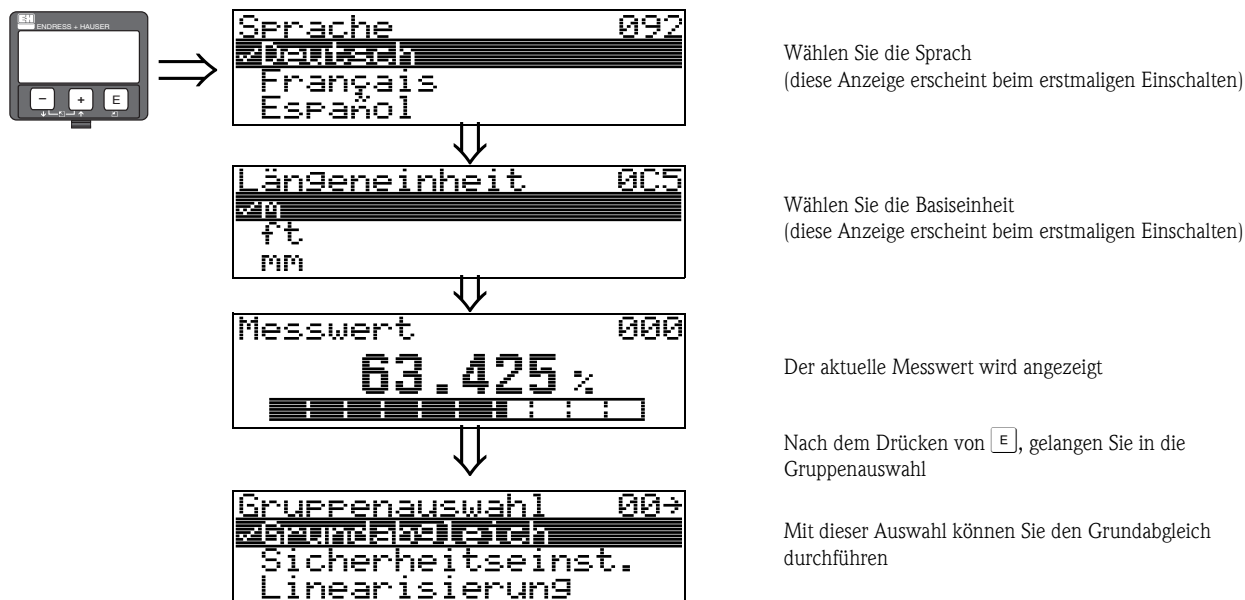 E+H
ENDRESS + HAUSER
- + E
Sprache 092
✓Deutsch
Français
Español
Wählen Sie die Sprach
(diese Anzeige erscheint beim erstmaligen Einschalten)
Längeneinheit 0C5
✓m
ft
mm
Wählen Sie die Basiseinheit
(diese Anzeige erscheint beim erstmaligen Einschalten)
Messwert 000
63.425 %
Der aktuelle Messwert wird angezeigt
Nach dem Drücken von E, gelangen Sie in die
Gruppenauswahl
Gruppenauswahl 00→
✓Grundabgleich
Sicherheitseinst.
Linearisierung
Mit dieser Auswahl können Sie den Grundabgleich
durchführen